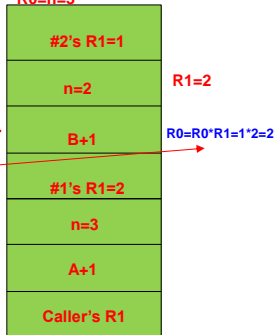 #2's R1=1
n=2
R1=2
B+1
R0=R0*R1=1*2=2
#1's R1=2
n=3
A+1
Caller's R1